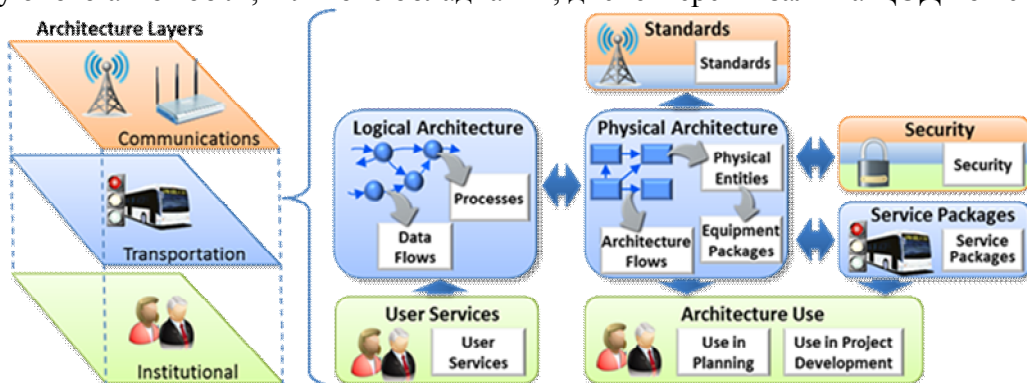 Architecture Layers
Communications
Transportation
Institutional
Standards
Standards
Logical Architecture
Processes
Data
Flows
Physical Architecture
Physical
Entities
Architecture
Flows
Equipment
Packages
Security
Security
Service Packages
Service
Packages
User Services
User
Services
Architecture Use
Use in
Planning
Use in Project
Development